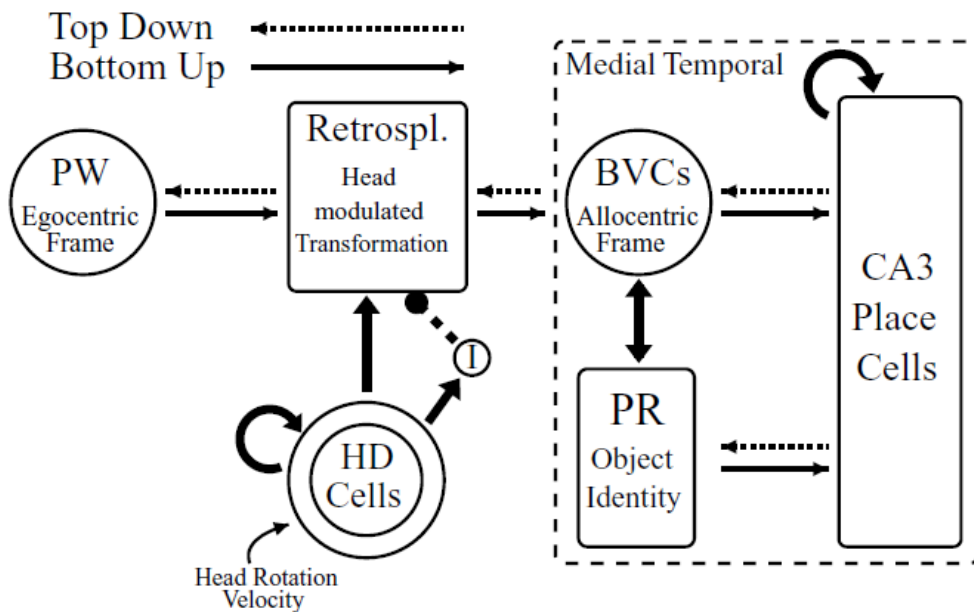 Top Down
Bottom Up
Medial Temporal
PW
Egocentric
Frame
Retrospl.
Head
modulated
Transformation
BVCs
Allocentric
Frame
CA3
Place
Cells
I
HD
Cells
PR
Object
Identity
Head Rotation
Velocity